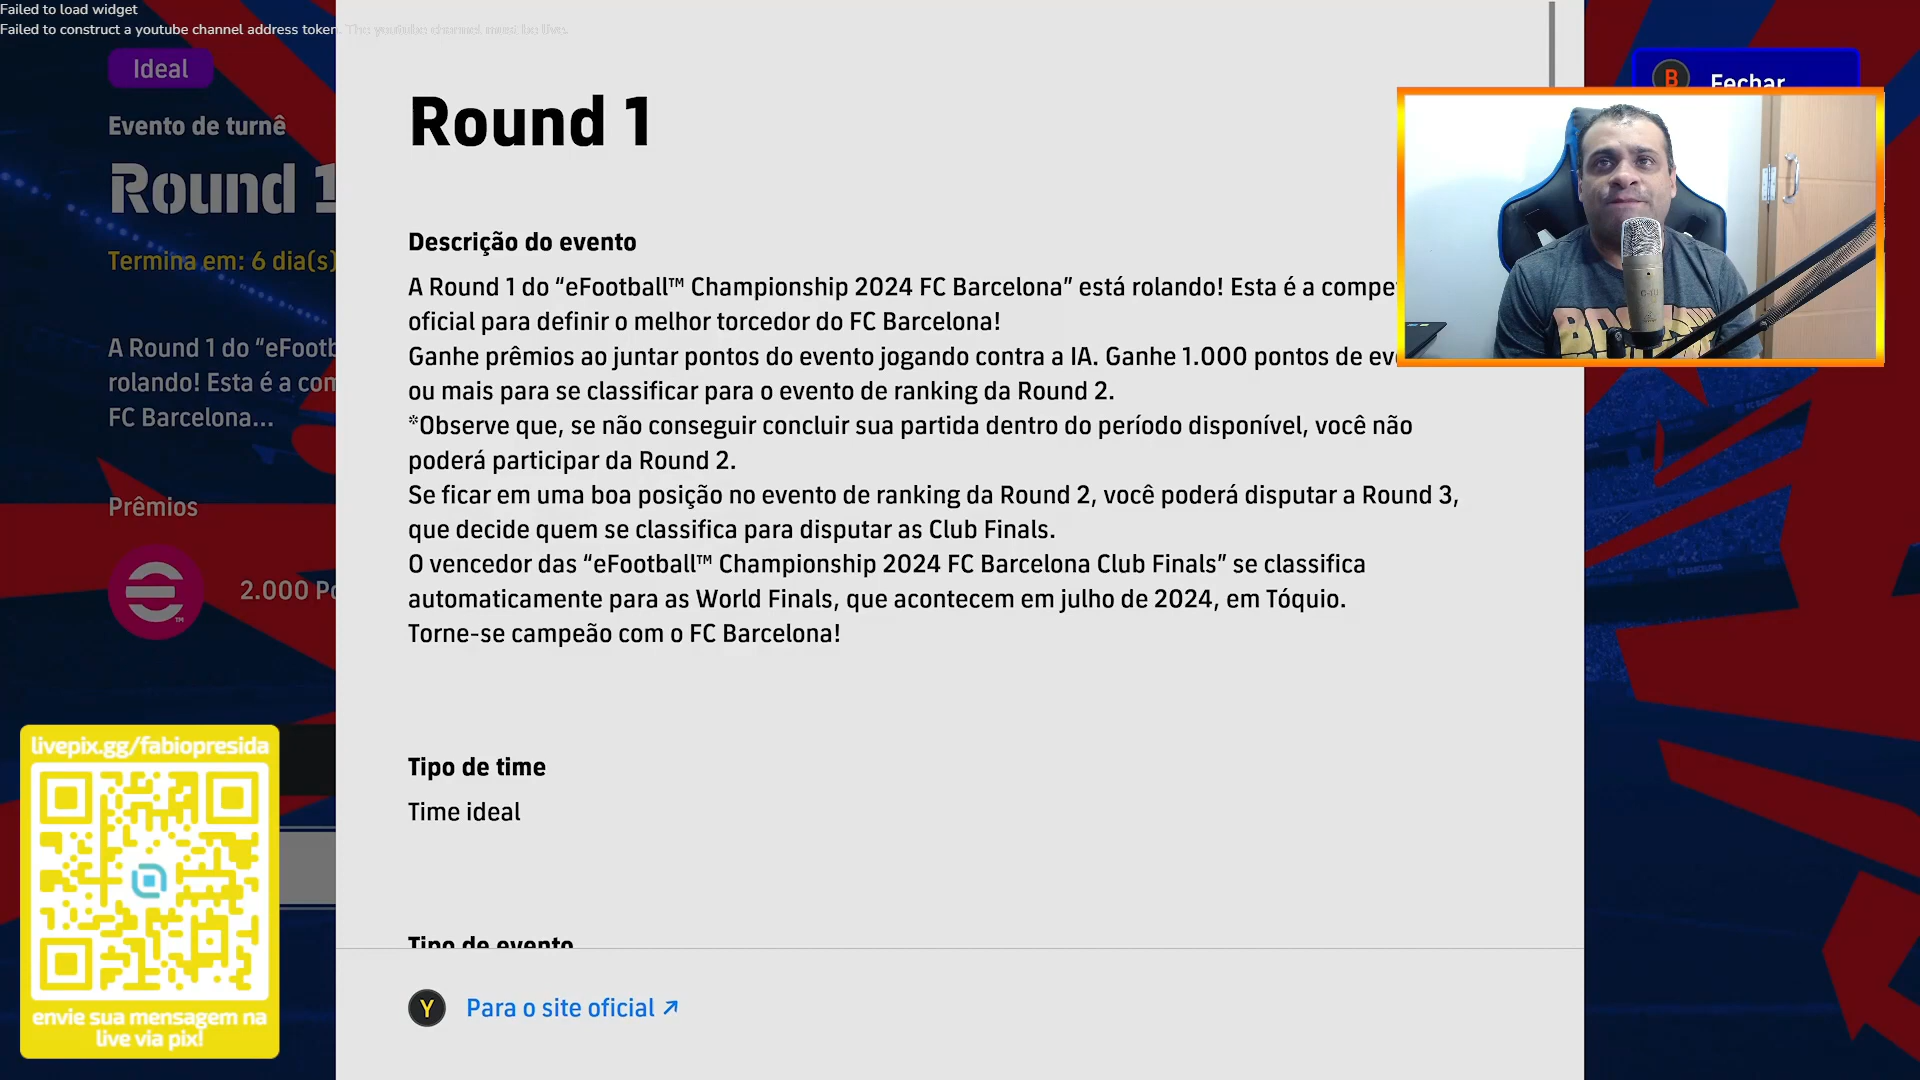 Failed to load widget
Failed to construct a youtube channel address token. The youtube channel must be live.
Ideal
Evento de turnê
Round 1
Termina em: 6 dia(s)
A Round 1 do “eFootb
rolando! Esta é a com
FC Barcelona...
Prêmios
2.000 Po
livepix.gg/fabiopresida
envie sua mensagem na
live via pix!
Round 1
Descrição do evento
A Round 1 do “eFootball™ Championship 2024 FC Barcelona” está rolando! Esta é a compe
oficial para definir o melhor torcedor do FC Barcelona!
Ganhe prêmios ao juntar pontos do evento jogando contra a IA. Ganhe 1.000 pontos de eve
ou mais para se classificar para o evento de ranking da Round 2.
*Observe que, se não conseguir concluir sua partida dentro do período disponível, você não
poderá participar da Round 2.
Se ficar em uma boa posição no evento de ranking da Round 2, você poderá disputar a Round 3,
que decide quem se classifica para disputar as Club Finals.
O vencedor das “eFootball™ Championship 2024 FC Barcelona Club Finals” se classifica
automaticamente para as World Finals, que acontecem em julho de 2024, em Tóquio.
Torne-se campeão com o FC Barcelona!
Tipo de time
Time ideal
Tipo de evento
Y Para o site oficial ↗
B Fechar